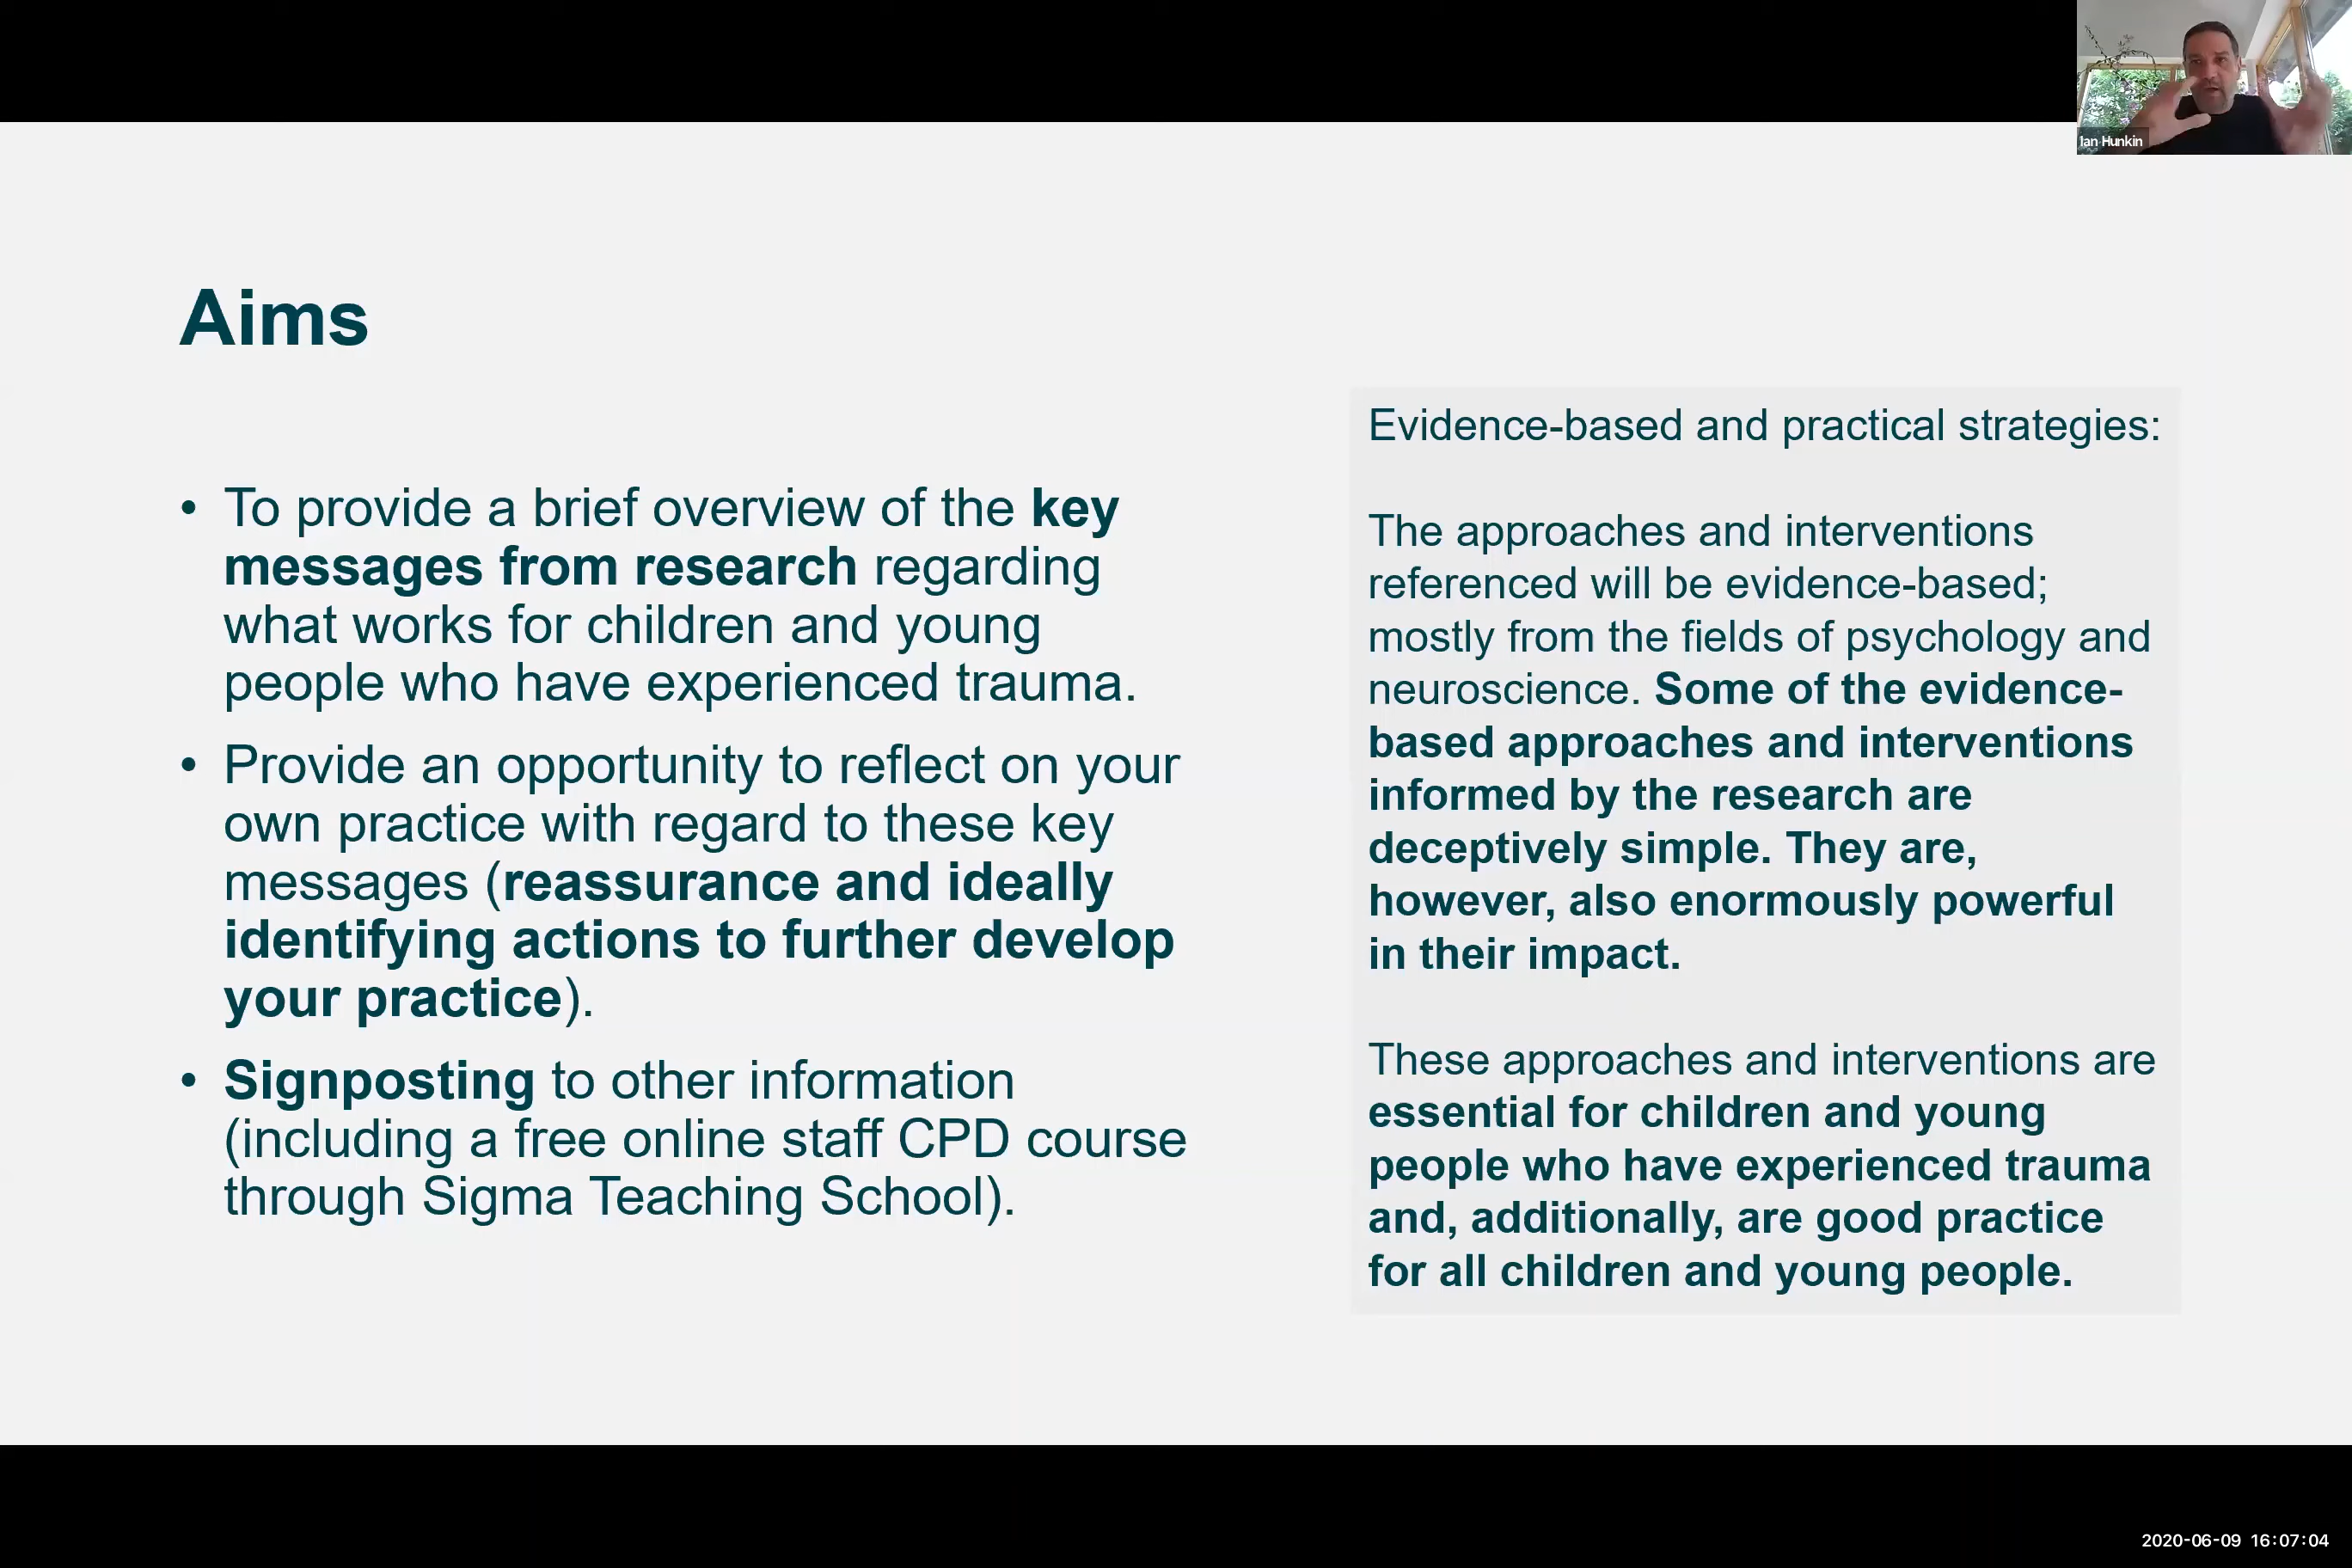 Ian Hunkin
Aims
• To provide a brief overview of the key
messages from research regarding
what works for children and young
people who have experienced trauma.
• Provide an opportunity to reflect on your
own practice with regard to these key
messages (reassurance and ideally
identifying actions to further develop
your practice).
• Signposting to other information
(including a free online staff CPD course
through Sigma Teaching School).
Evidence-based and practical strategies:
The approaches and interventions
referenced will be evidence-based;
mostly from the fields of psychology and
neuroscience. Some of the evidence-
based approaches and interventions
informed by the research are
deceptively simple. They are,
however, also enormously powerful
in their impact.
These approaches and interventions are
essential for children and young
people who have experienced trauma
and, additionally, are good practice
for all children and young people.
2020-06-09 16:07:04